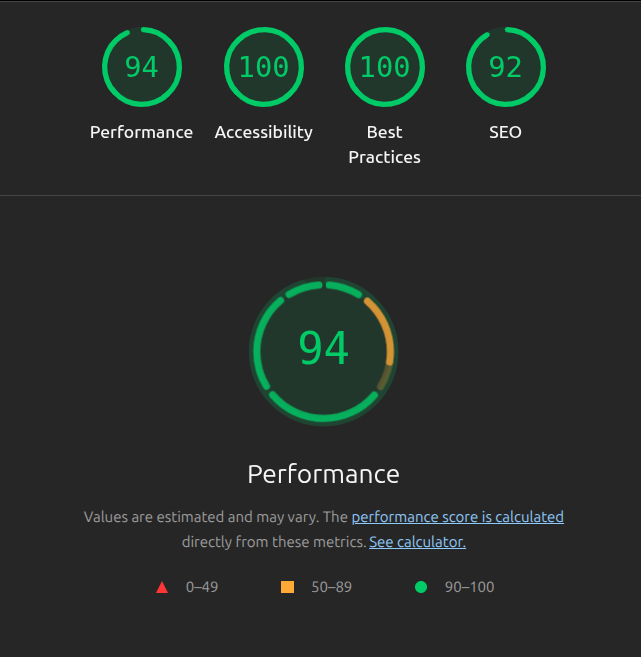 94
100
100
92
Performance
Accessibility
Best
Practices
SEO
94
Performance
Values are estimated and may vary. The performance score is calculated
directly from these metrics. See calculator.
0–49
50–89
90–100